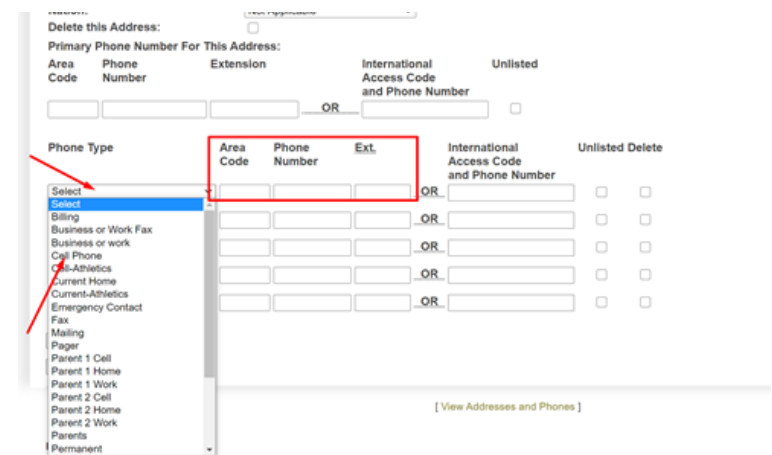 Nation:
Not Applicable
Delete this Address:
Primary Phone Number For This Address:
Area Code
Phone Number
Extension
International Access Code and Phone Number
Unlisted
OR
Phone Type
Area Code
Phone Number
Ext.
International Access Code and Phone Number
Unlisted Delete
Select
OR
Select
Billing
OR
Business or Work Fax
Business or work
OR
Cell Phone
Cell-Athletics
OR
Current Home
Current-Athletics
OR
Emergency Contact
Fax
Mailing
Pager
Parent 1 Cell
Parent 1 Home
Parent 1 Work
Parent 2 Cell
[ View Addresses and Phones ]
Parent 2 Home
Parent 2 Work
Parents
Permanent